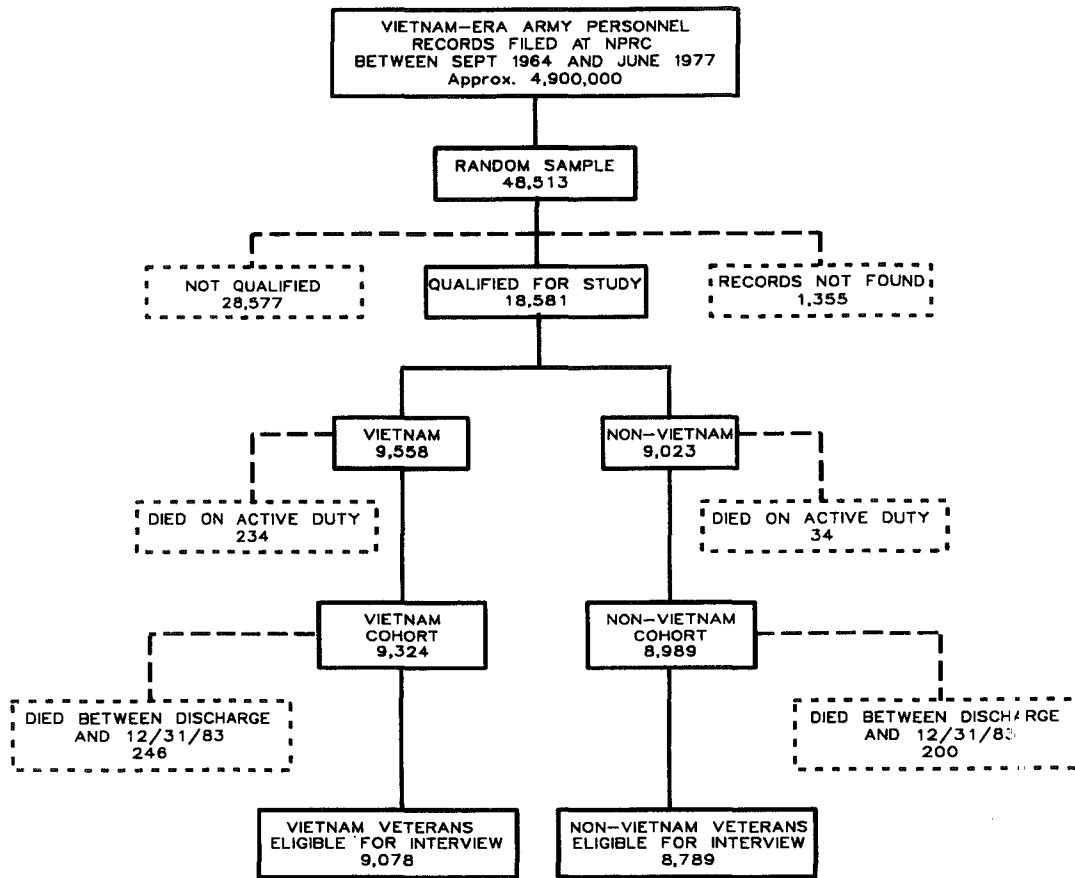 VIETNAM-ERA ARMY PERSONNEL
RECORDS FILED AT NPRC
BETWEEN SEPT 1964 AND JUNE 1977
Approx. 4,900,000
RANDOM SAMPLE
48,513
NOT QUALIFIED
28,577
QUALIFIED FOR STUDY
18,581
RECORDS NOT FOUND
1,355
VIETNAM
9,558
NON-VIETNAM
9,023
DIED ON ACTIVE DUTY
234
DIED ON ACTIVE DUTY
34
VIETNAM
COHORT
9,324
NON-VIETNAM
COHORT
8,989
DIED BETWEEN DISCHARGE
AND 12/31/83
246
DIED BETWEEN DISCHARGE
AND 12/31/83
200
VIETNAM VETERANS
ELIGIBLE FOR INTERVIEW
9,078
NON-VIETNAM VETERANS
ELIGIBLE FOR INTERVIEW
8,789